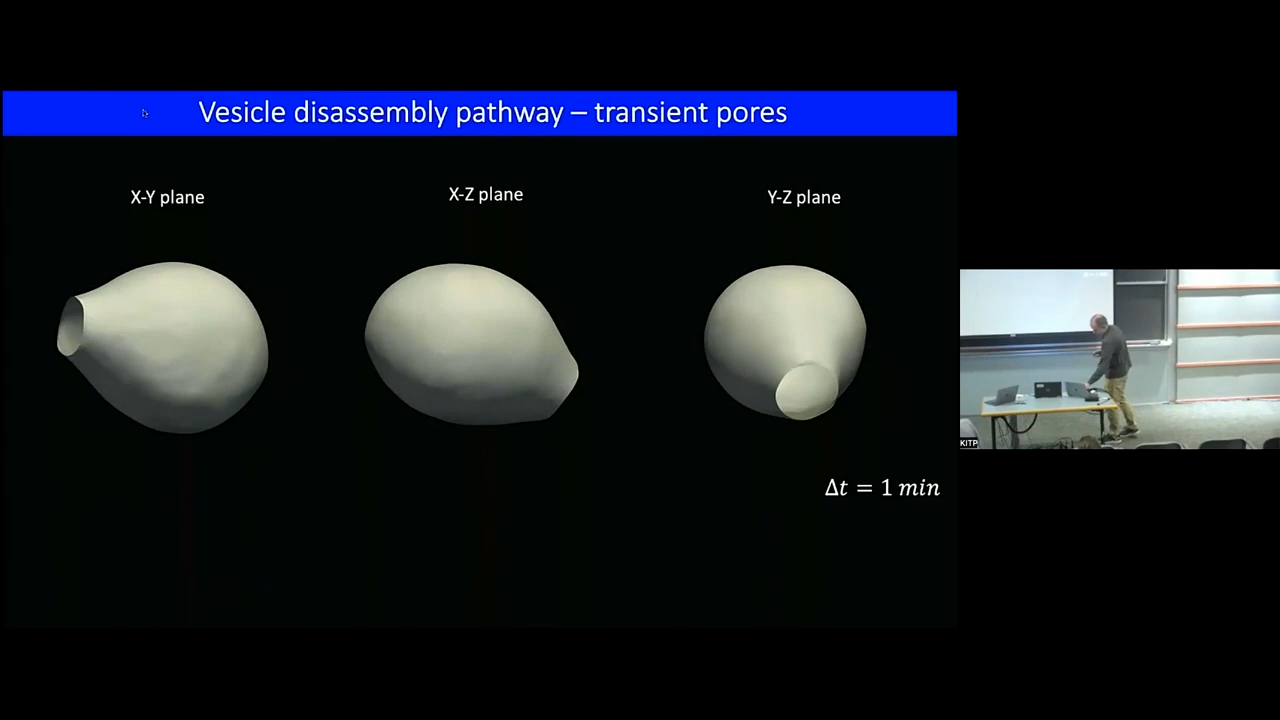 Vesicle disassembly pathway – transient pores
X-Y plane
X-Z plane
Y-Z plane
Δt = 1 min
KITP